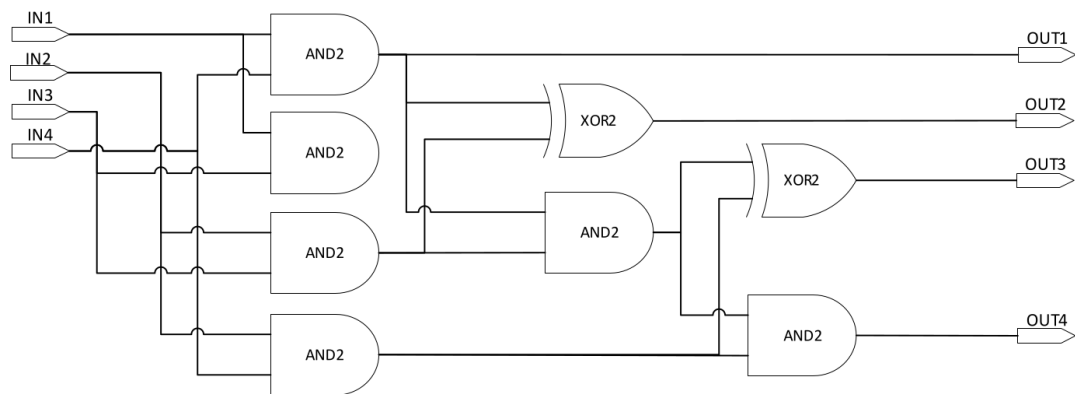 IN1
IN2
IN3
IN4
AND2
AND2
AND2
AND2
XOR2
AND2
XOR2
AND2
OUT1
OUT2
OUT3
OUT4